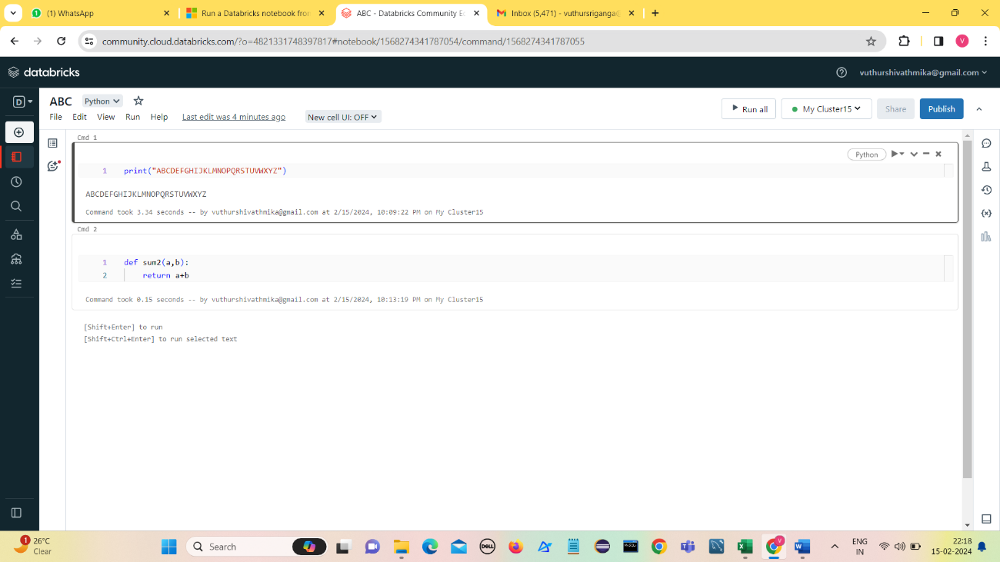 (1) WhatsApp
Run a Databricks notebook fron
ABC - Databricks Community Ec
Inbox (5,471) - vuthursriganga@
community.cloud.databricks.com/?o=4821331748397817#notebook/1568274341787054/command/1568274341787055
V
databricks
vuthurshivathmika@gmail.com
D
ABC
Python
File
Edit
View
Run
Help
Last edit was 4 minutes ago
New cell UI: OFF
Run all
My Cluster15
Share
Publish
Cmd 1
Python
1 print("ABCDEFGHIJKLMNOPQRSTUVWXYZ")
ABCDEFGHIJKLMNOPQRSTUVWXYZ
Command took 3.34 seconds -- by vuthurshivathmika@gmail.com at 2/15/2024, 10:09:22 PM on My Cluster15
Cmd 2
1 def sum2(a,b):
2 return a+b
Command took 0.15 seconds -- by vuthurshivathmika@gmail.com at 2/15/2024, 10:13:19 PM on My Cluster15
[Shift+Enter] to run
[Shift+Ctrl+Enter] to run selected text
1
26°C
Clear
Search
DELL
ENG
IN
22:18
15-02-2024